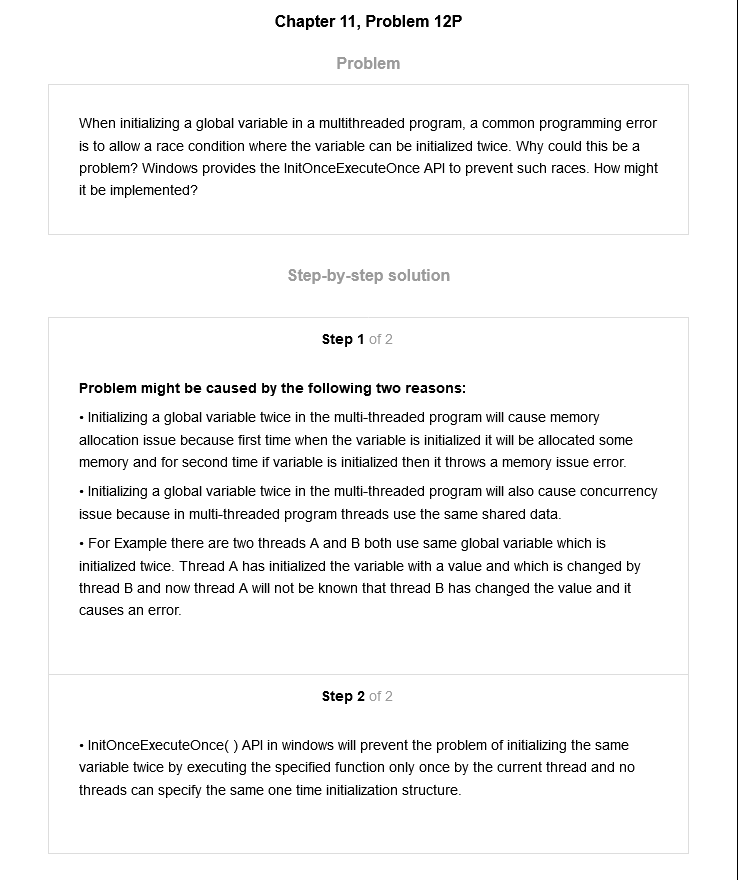 Chapter 11, Problem 12P
Problem
When initializing a global variable in a multithreaded program, a common programming error
is to allow a race condition where the variable can be initialized twice. Why could this be a
problem? Windows provides the InitOnceExecuteOnce API to prevent such races. How might
it be implemented?
Step-by-step solution
Step 1 of 2
Problem might be caused by the following two reasons:
• Initializing a global variable twice in the multi-threaded program will cause memory
allocation issue because first time when the variable is initialized it will be allocated some
memory and for second time if variable is initialized then it throws a memory issue error.
• Initializing a global variable twice in the multi-threaded program will also cause concurrency
issue because in multi-threaded program threads use the same shared data.
• For Example there are two threads A and B both use same global variable which is
initialized twice. Thread A has initialized the variable with a value and which is changed by
thread B and now thread A will not be known that thread B has changed the value and it
causes an error.
Step 2 of 2
• InitOnceExecuteOnce( ) API in windows will prevent the problem of initializing the same
variable twice by executing the specified function only once by the current thread and no
threads can specify the same one time initialization structure.